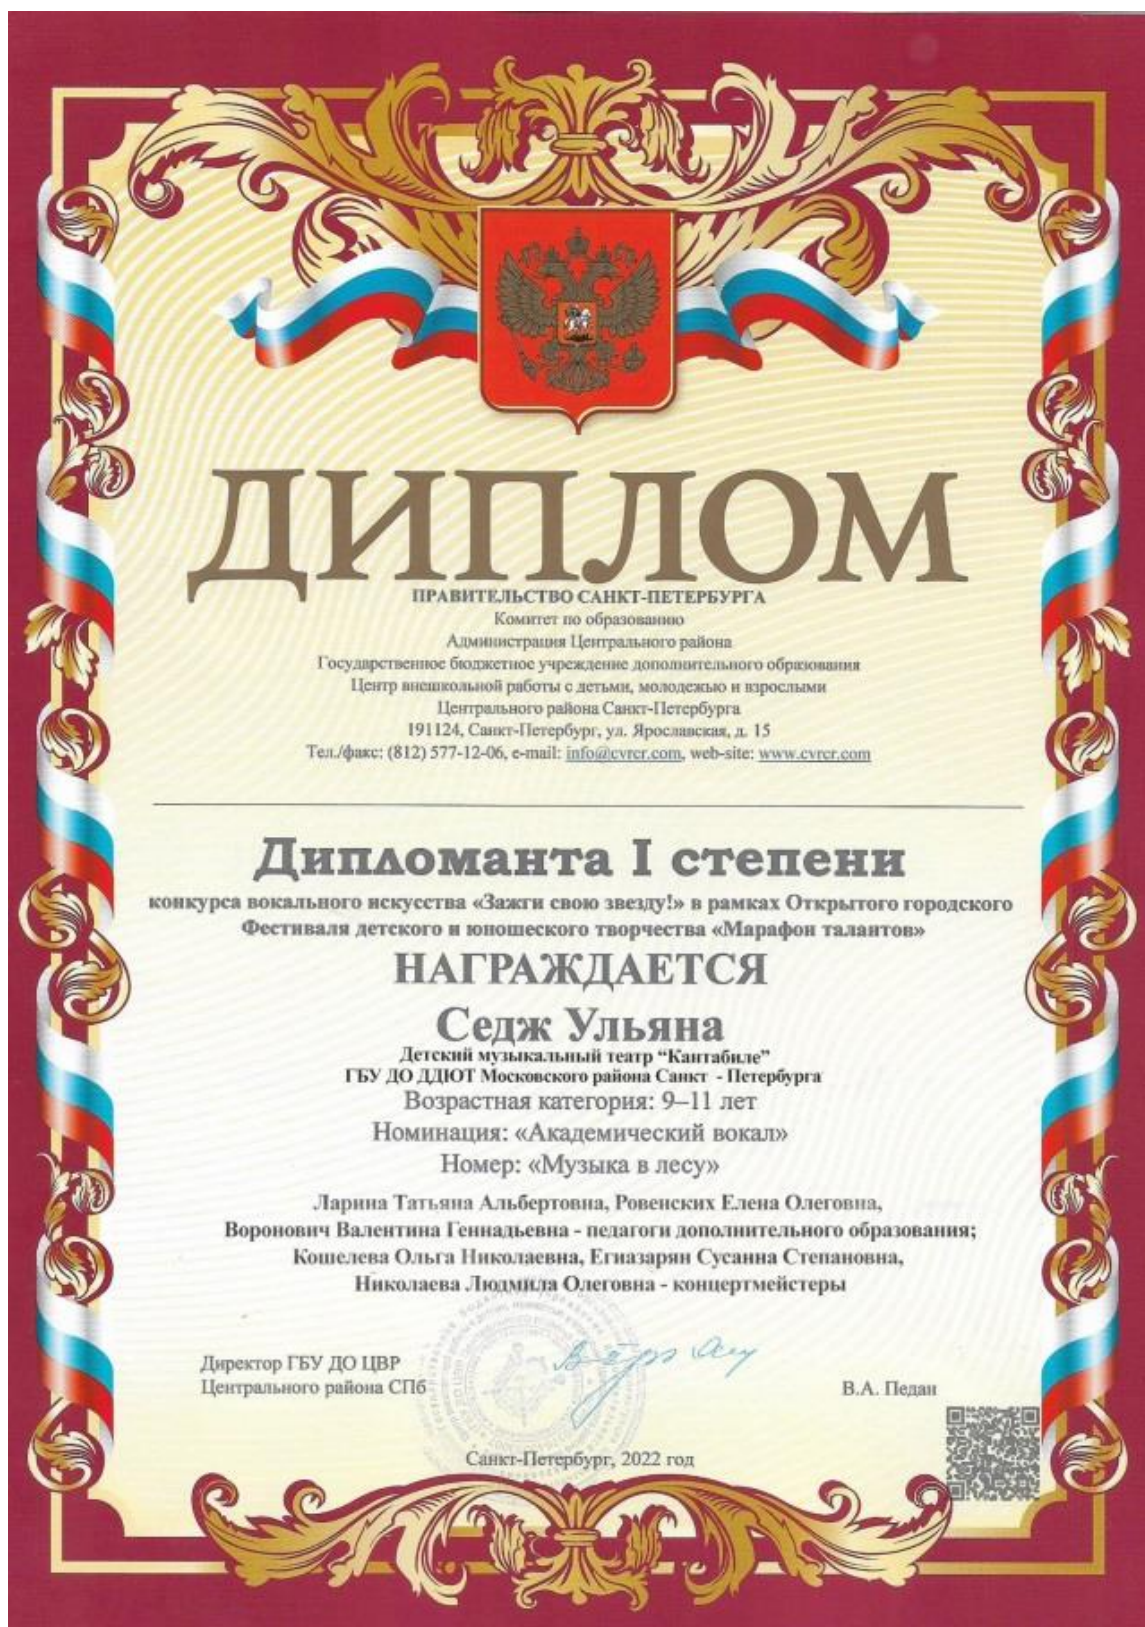 ДИПЛОМ
ПРАВИТЕЛЬСТВО САНКТ-ПЕТЕРБУРГА
Комитет по образованию
Администрация Центрального района
Государственное бюджетное учреждение дополнительного образования
Центр внешкольной работы с детьми, молодежью и взрослыми
Центрального района Санкт-Петербурга
191124, Санкт-Петербург, ул. Ярославская, д. 15
Тел./факс: (812) 577-12-06, e-mail: info@cvrcr.com, web-site: www.cvrcr.com
Дипломанта I степени
конкурса вокального искусства «Зажги свою звезду!» в рамках Открытого городского
Фестиваля детского и юношеского творчества «Марафон талантов»
НАГРАЖДАЕТСЯ
Седж Ульяна
Детский музыкальный театр “Кантабиле”
ГБУ ДО ДДЮТ Московского района Санкт - Петербурга
Возрастная категория: 9–11 лет
Номинация: «Академический вокал»
Номер: «Музыка в лесу»
Ларина Татьяна Альбертовна, Ровенских Елена Олеговна,
Воронович Валентина Геннадьевна - педагоги дополнительного образования;
Кошелева Ольга Николаевна, Егиазарян Сусанна Степановна,
Николаева Людмила Олеговна - концертмейстеры
Директор ГБУ ДО ЦВР
Центрального района СПб
В.А. Педан
Санкт-Петербург, 2022 год